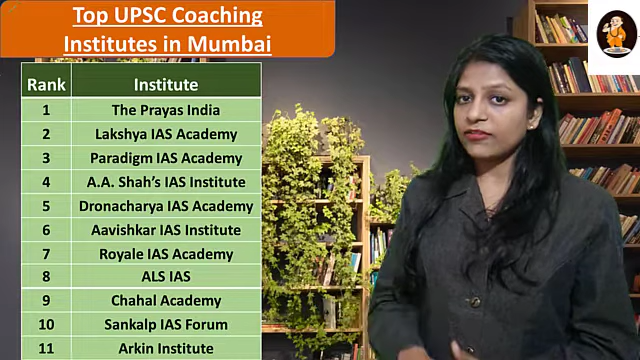 Top UPSC Coaching
Institutes in Mumbai
Rank Institute
1 The Prayas India
2 Lakshya IAS Academy
3 Paradigm IAS Academy
4 A.A. Shah's IAS Institute
5 Dronacharya IAS Academy
6 Aavishkar IAS Institute
7 Royale IAS Academy
8 ALS IAS
9 Chahal Academy
10 Sankalp IAS Forum
11 Arkin Institute